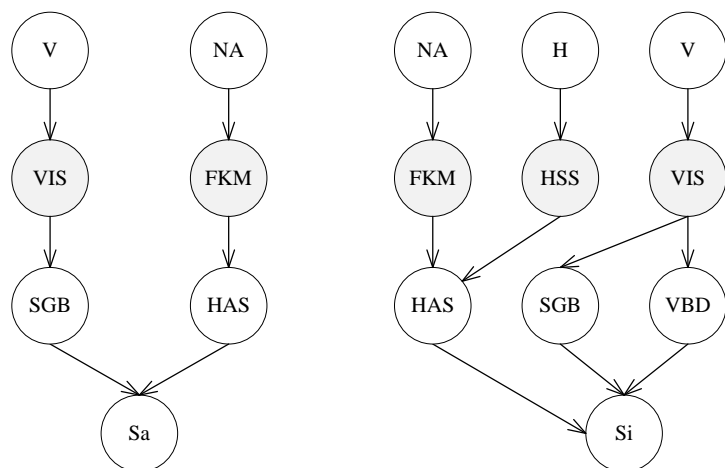 V NA NA H V
VIS FKM FKM HSS VIS
SGB HAS HAS SGB VBD
Sa Si